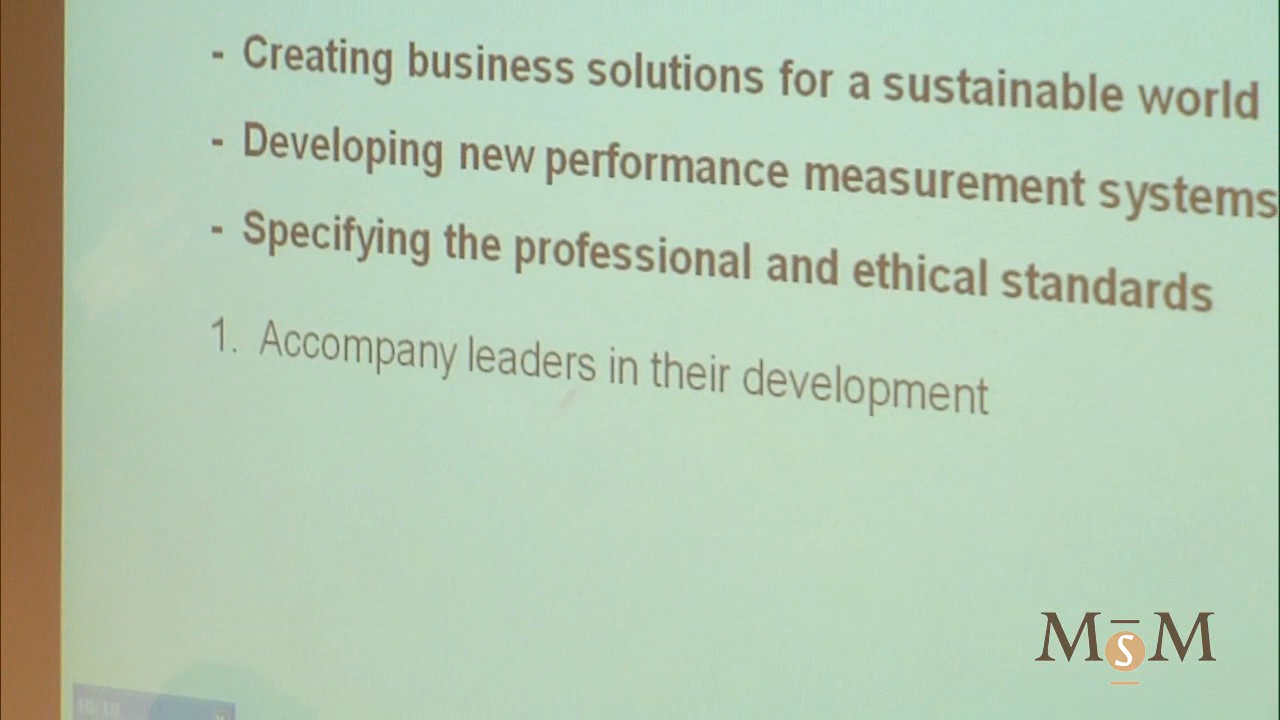 - Creating business solutions for a sustainable world
- Developing new performance measurement systems
- Specifying the professional and ethical standards
1. Accompany leaders in their development
MSM